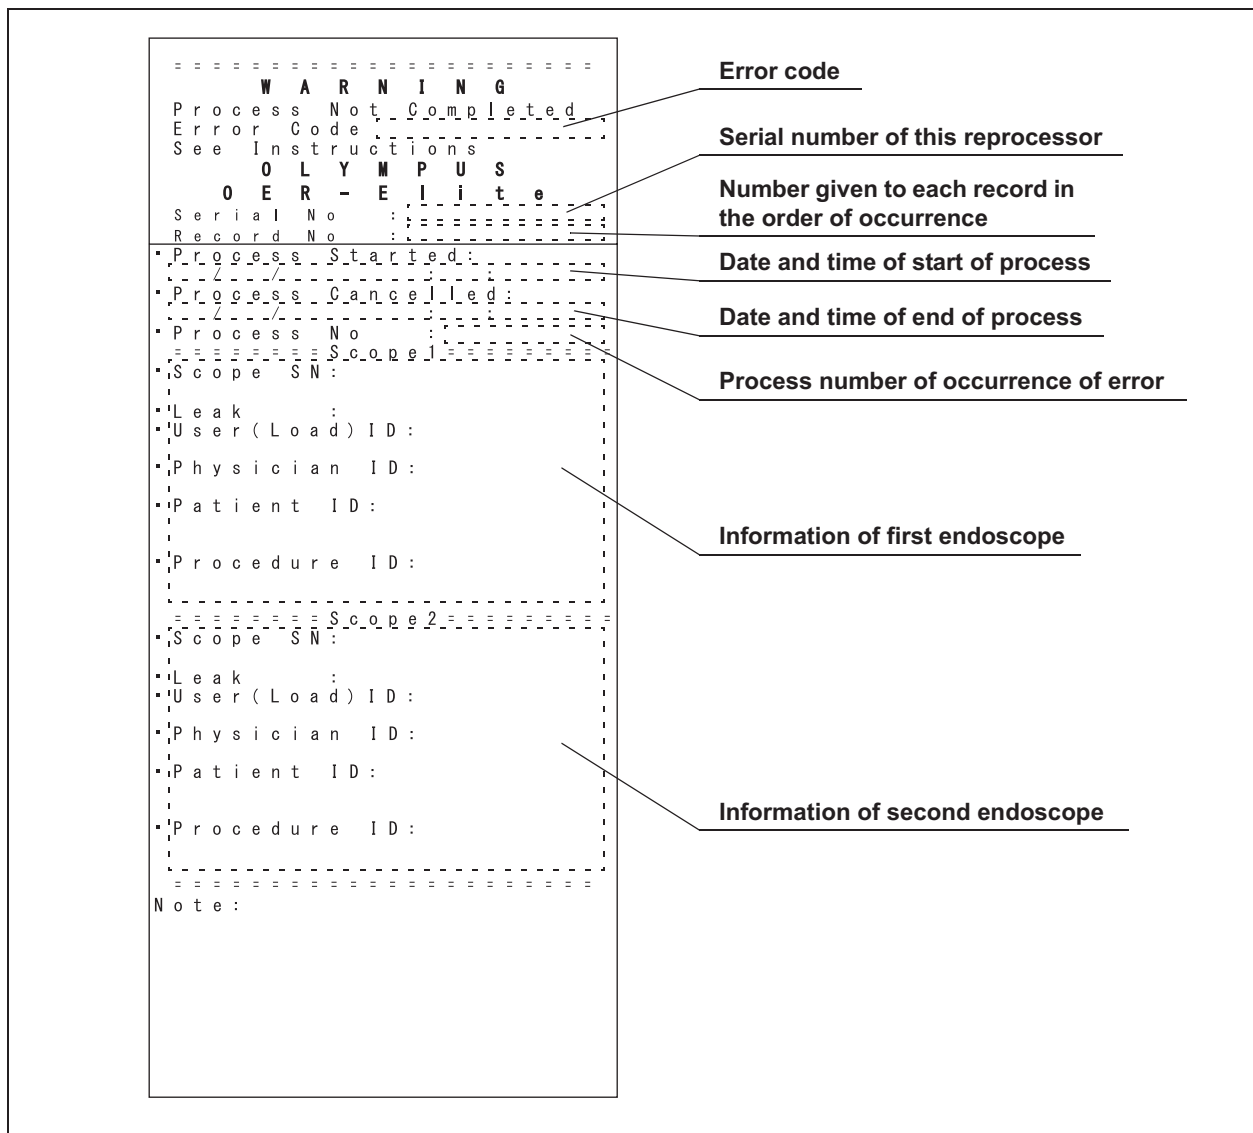 ======================
WARNING
Process Not Completed
Error Code
See Instructions
OLYMPUS
OER-Elite
Serial No :
Record No :
Process Started:
/ / : :
Process Cancelled:
/ / : :
Process No :
========Scope1=========
Scope SN:
Leak :
User(Load)ID:
Physician ID:
Patient ID:
Procedure ID:
========Scope2=========
Scope SN:
Leak :
User(Load)ID:
Physician ID:
Patient ID:
Procedure ID:
======================
Note:
Error code
Serial number of this reprocessor
Number given to each record in
the order of occurrence
Date and time of start of process
Date and time of end of process
Process number of occurrence of error
Information of first endoscope
Information of second endoscope